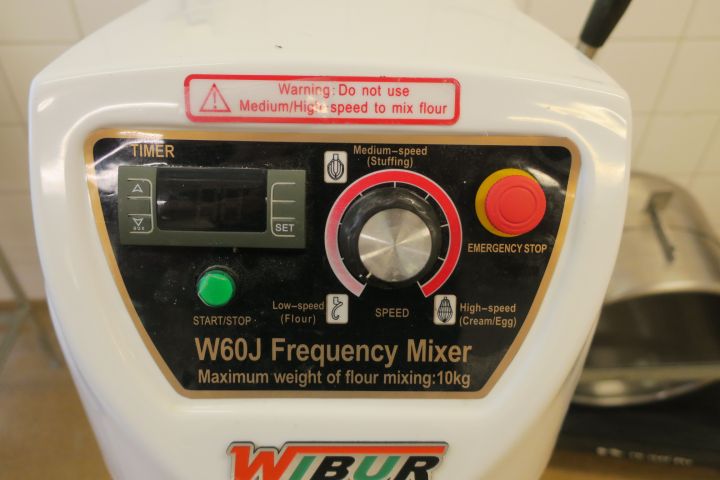 Warning: Do not use
Medium/High-speed to mix flour
TIMER
SET
Medium-speed
(Stuffing)
EMERGENCY STOP
START/STOP
Low-speed
(Flour)
SPEED
High-speed
(Cream/Egg)
W60J Frequency Mixer
Maximum weight of flour mixing:10kg
WIBUR